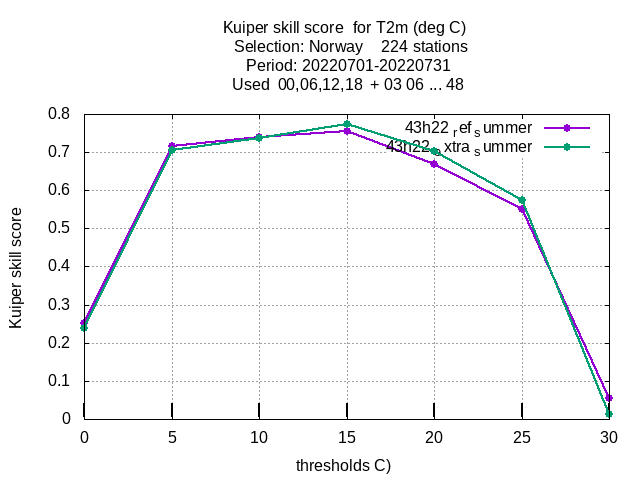 Kuiper skill score  for T2m (deg C)
Selection: Norway    224 stations
Period: 20220701-20220731
Used  00,06,12,18  + 03 06 ... 48
43h22 ref summer
43h22 extra summer
Kuiper skill score
0.8
0.7
0.6
0.5
0.4
0.3
0.2
0.1
0
0 5 10 15 20 25 30
thresholds C)